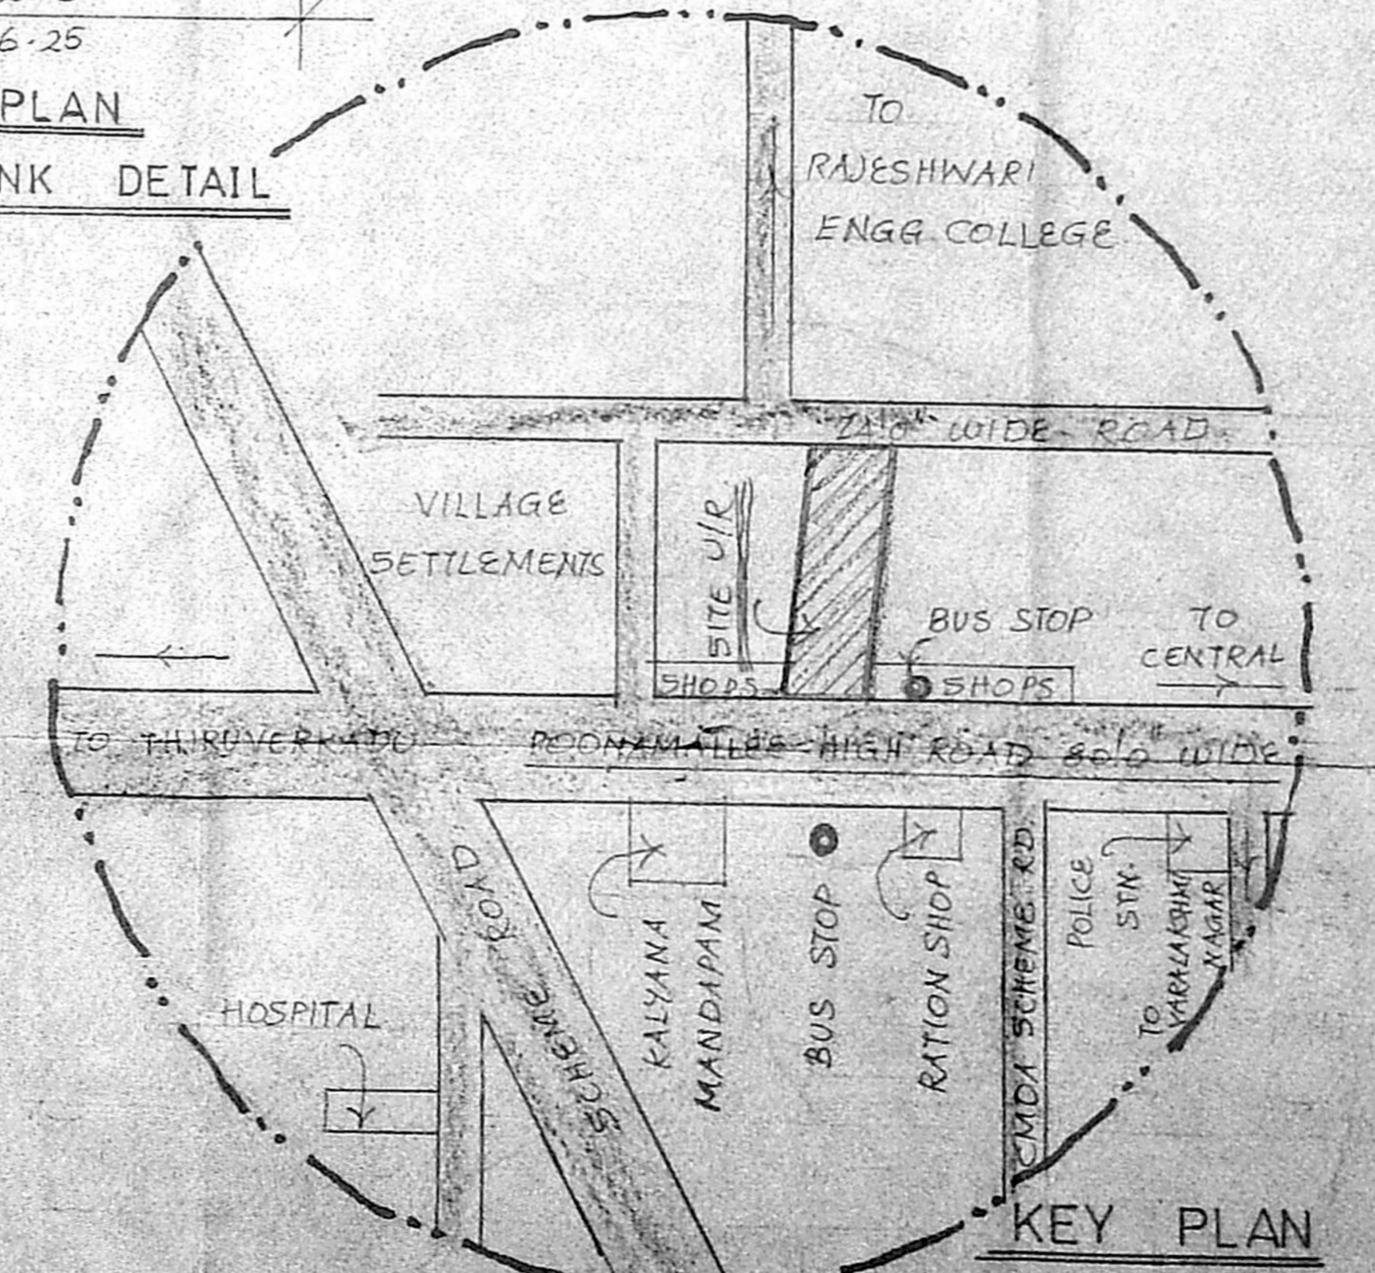 6.25
PLAN
NK DETAIL
TO
RAJESHWARI
ENGG COLLEGE
24'0" WIDE ROAD
VILLAGE
SETTLEMENTS
SITE U/R
BUS STOP
TO
CENTRAL
SHOPS
SHOPS
TO THIRUVERKADU
POONAMALLEE HIGH ROAD 80'0 WIDE
SCHEME ROAD
KALYANA
MANDAPAM
BUS STOP
RATION SHOP
CMDA SCHEME RD.
POLICE
STN.
TO
VARALAKHMI
NAGAR
HOSPITAL
KEY PLAN